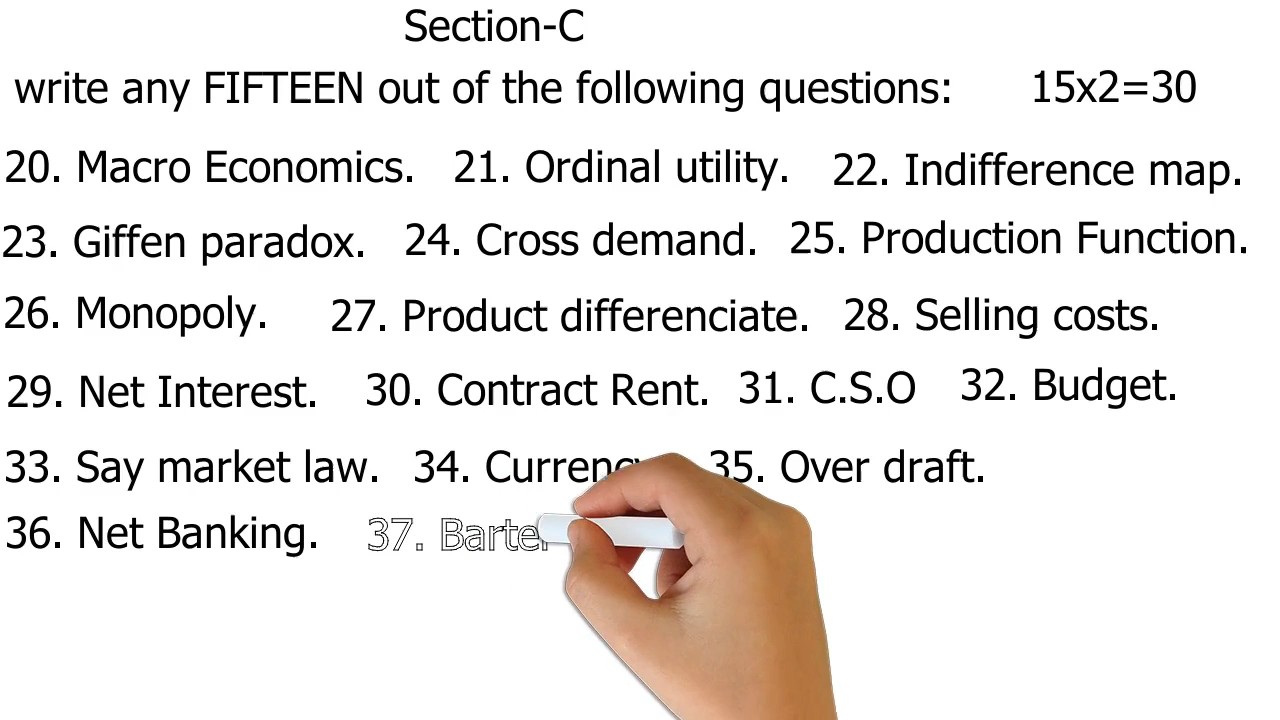 Section-C
write any FIFTEEN out of the following questions: 15x2=30
20. Macro Economics. 21. Ordinal utility. 22. Indifference map.
23. Giffen paradox. 24. Cross demand. 25. Production Function.
26. Monopoly. 27. Product differenciate. 28. Selling costs.
29. Net Interest. 30. Contract Rent. 31. C.S.O 32. Budget.
33. Say market law. 34. Currency 35. Over draft.
36. Net Banking. 37. Barter